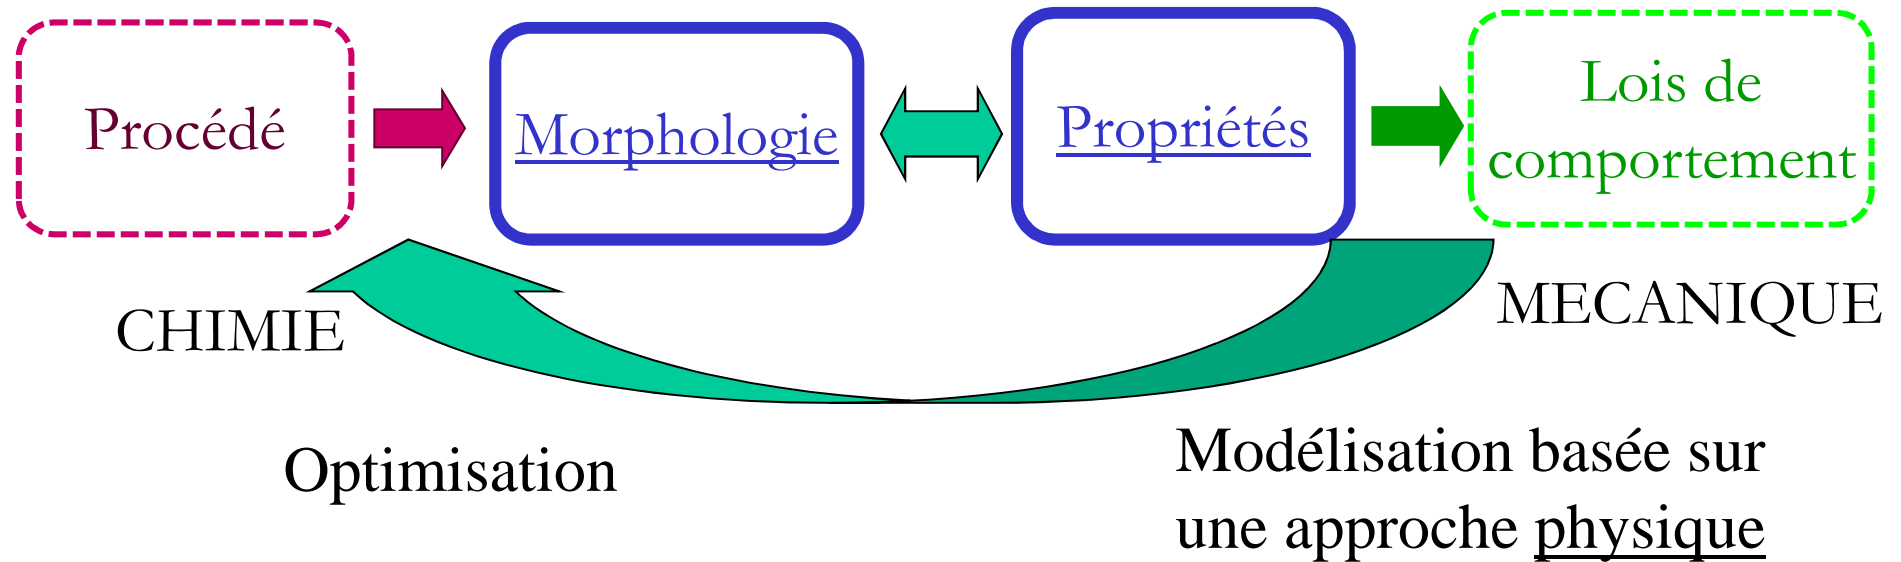 Procédé
Morphologie
Propriétés
Lois de
comportement
CHIMIE
MECANIQUE
Optimisation
Modélisation basée sur
une approche physique